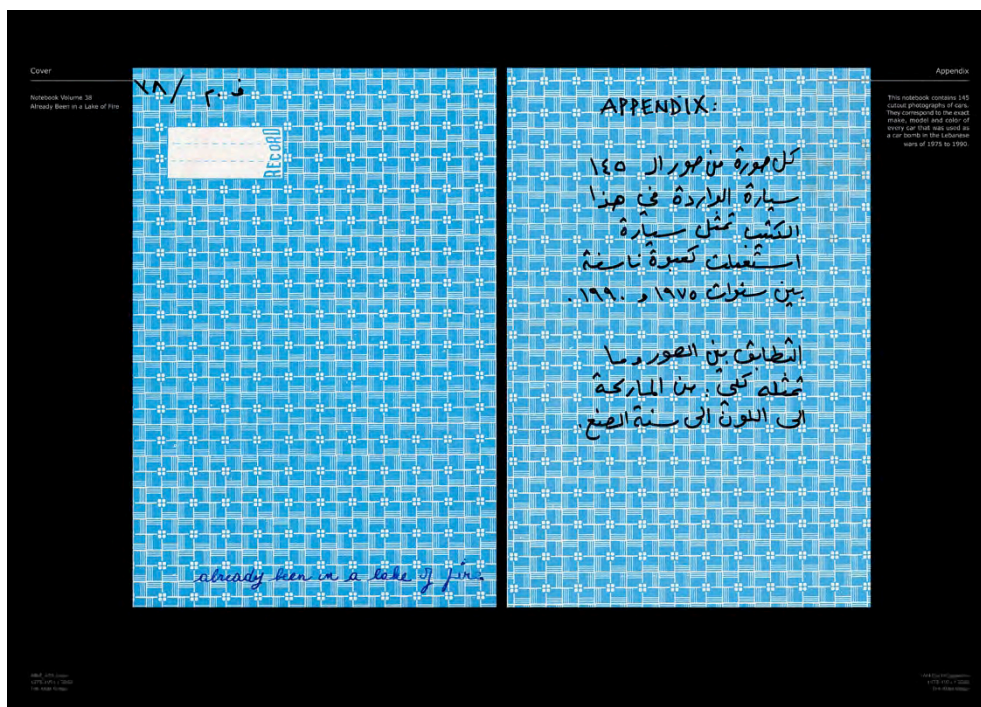 Cover
Notebook Volume 38
Already Been in a Lake of Fire
ف.م /٧٨
RECORD
already been in a lake of fire.
APPENDIX:
كل صورة من صور ال ١٤٥
سيارة الواردة في هذا
الكتيب تمثل سيارة
استعملت كعبوة ناسفة
بين سنوات ١٩٧٥ و ١٩٩٠.
التطابق بين الصور وما
تمثله كلي: من الماركة
الى اللون الى سنة الصنع.
Appendix
This notebook contains 145
cutout photographs of cars.
They correspond to the exact
make, model and color of
every car that was used as
a car bomb in the Lebanese
wars of 1975 to 1990.